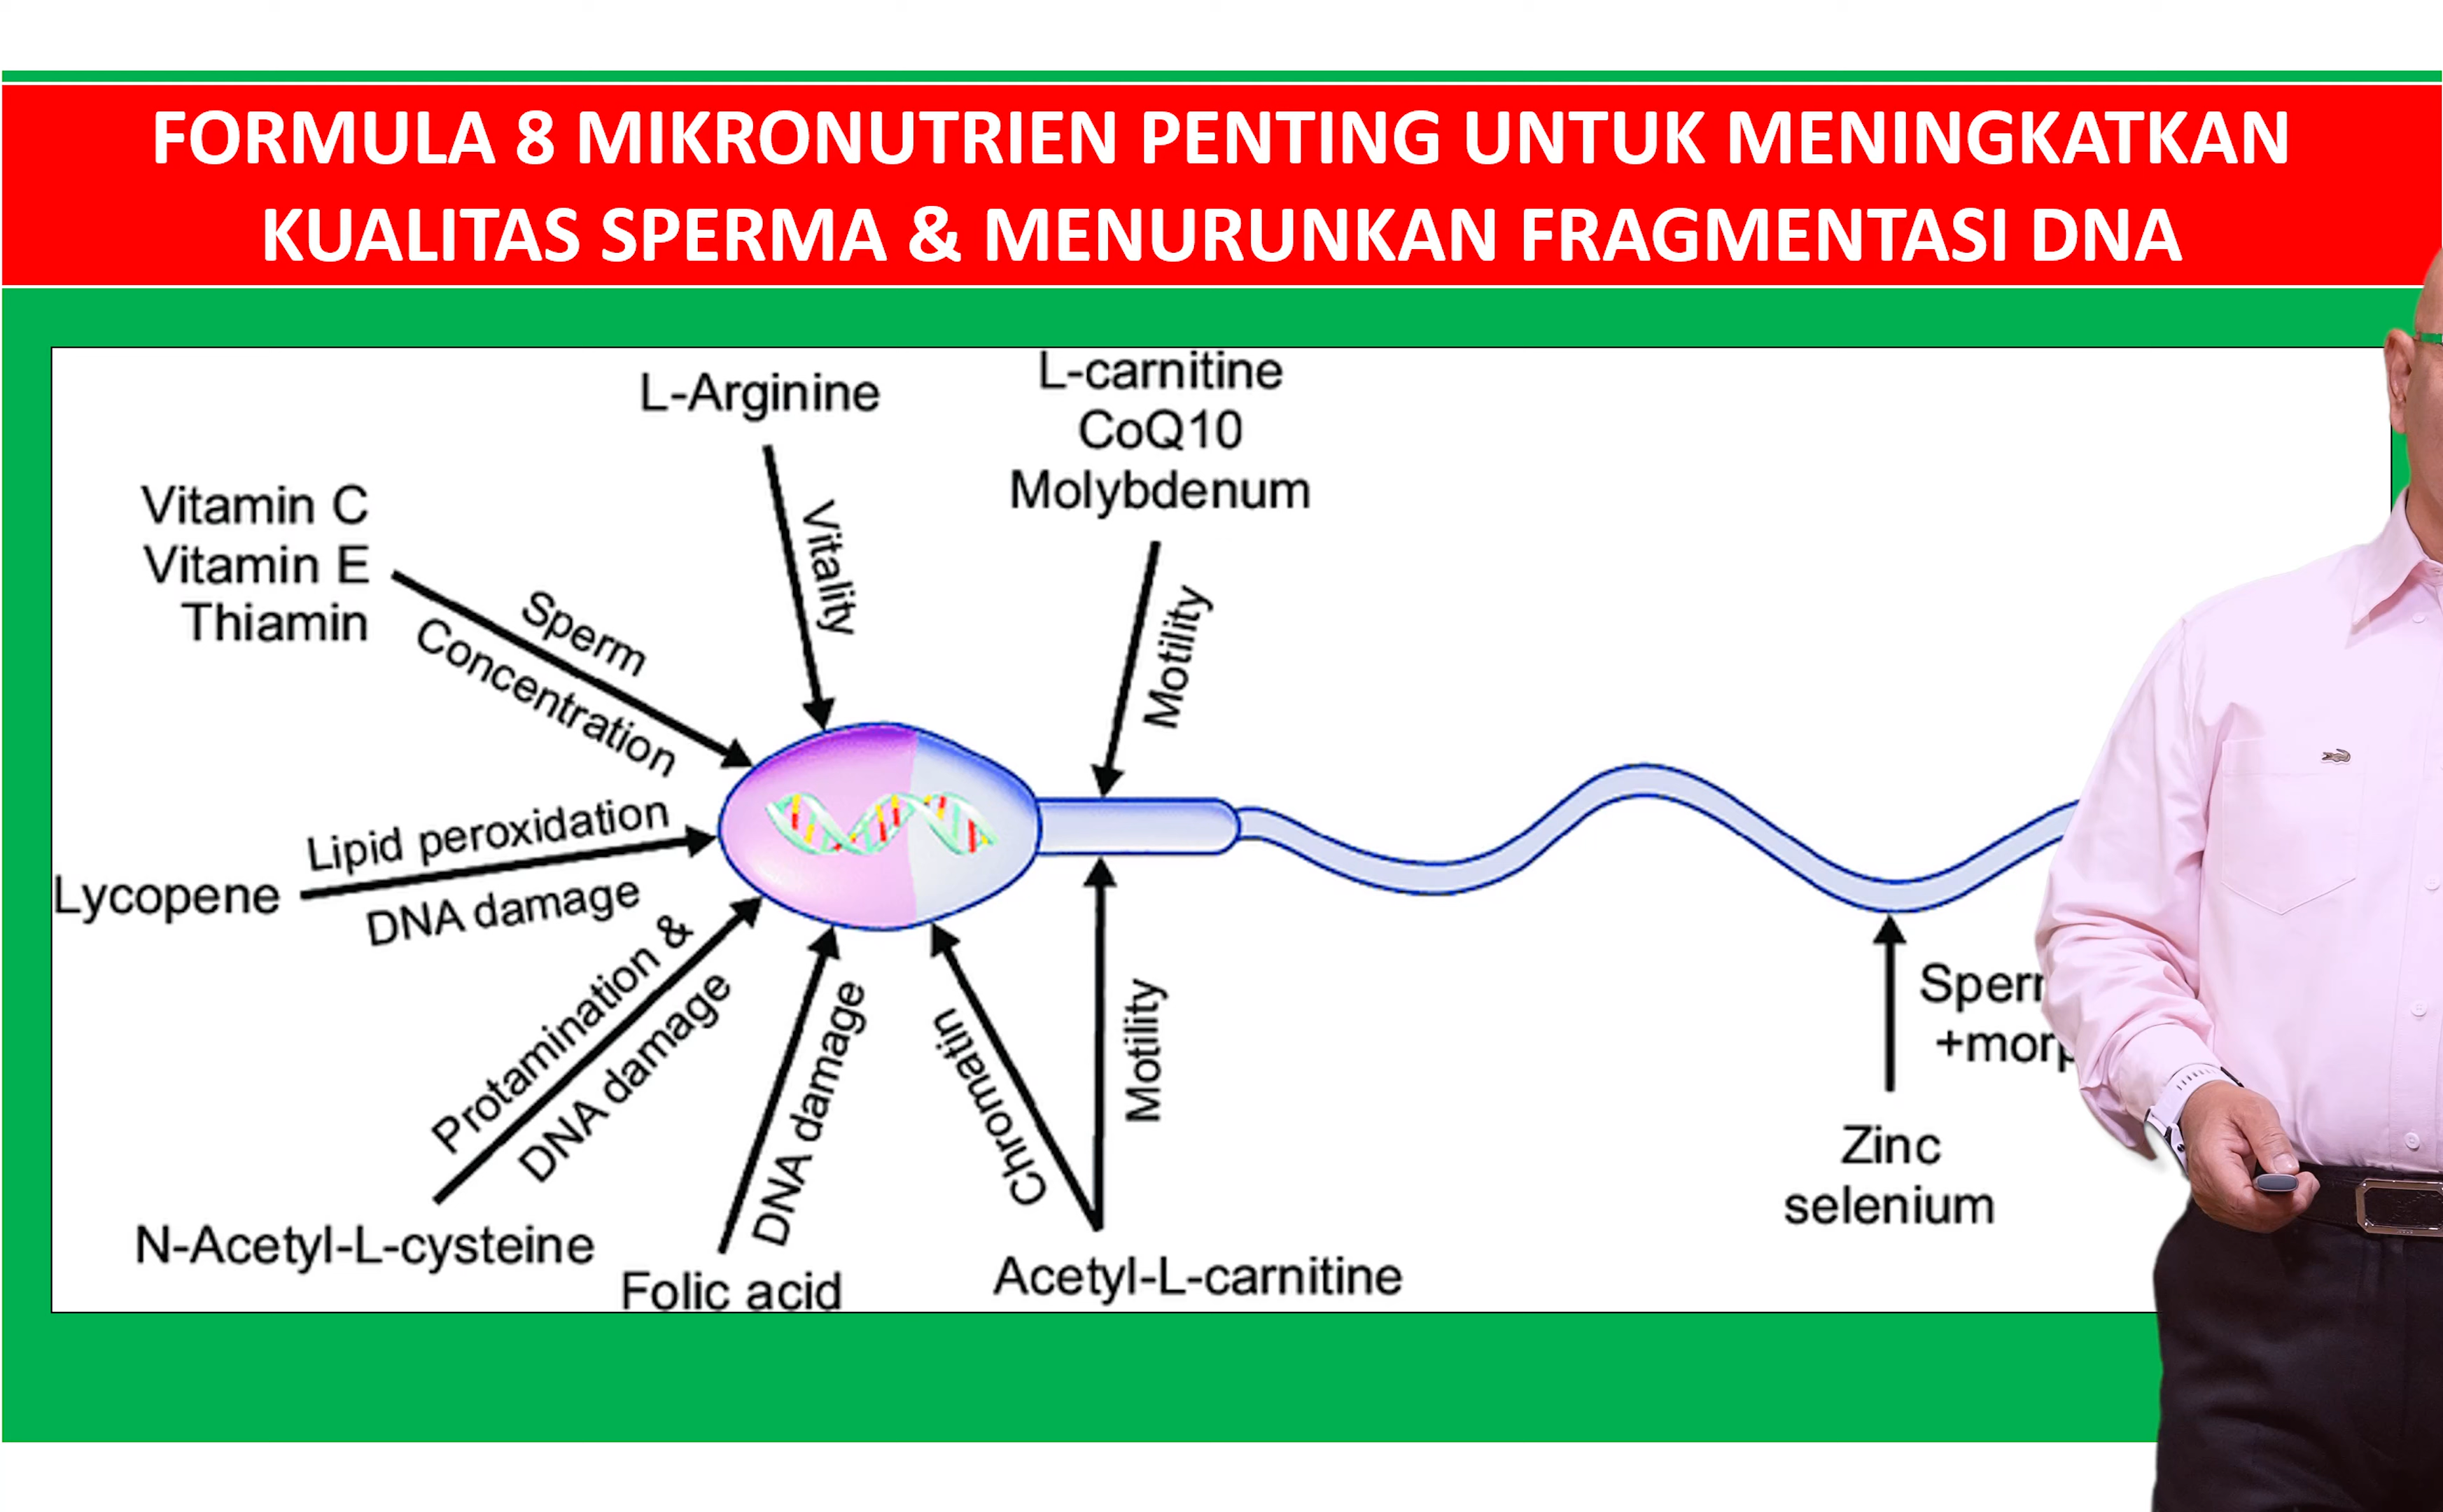 FORMULA 8 MIKRONUTRIEN PENTING UNTUK MENINGKATKAN
KUALITAS SPERMA & MENURUNKAN FRAGMENTASI DNA
L-Arginine
L-carnitine
CoQ10
Molybdenum
Vitamin C
Vitamin E
Thiamin
Vitality
Motility
Sperm
Concentration
Lipid peroxidation
Lycopene
DNA damage
Protamination &
DNA damage
DNA damage
Chromatin
Motility
N-Acetyl-L-cysteine
Folic acid
Acetyl-L-carnitine
Zinc
selenium